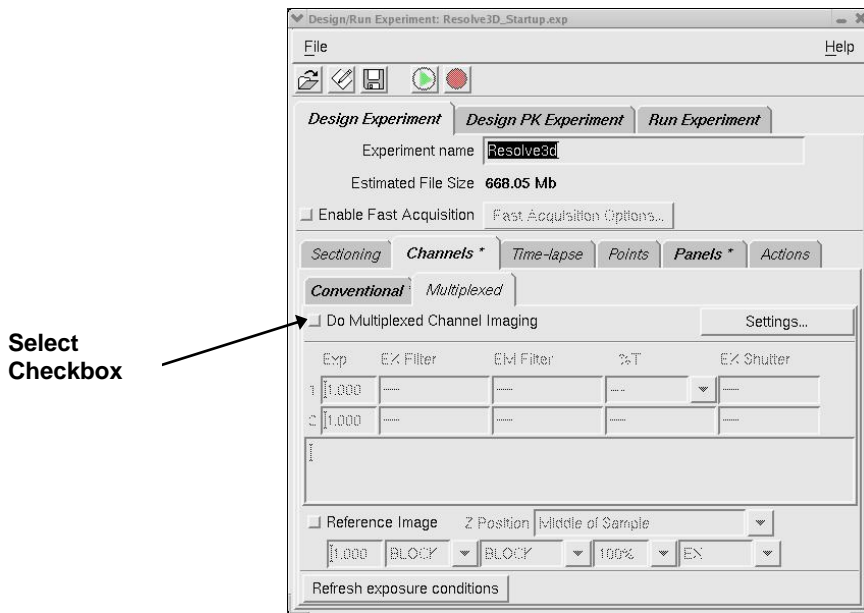 Design/Run Experiment: Resolve3D_Startup.exp
File Help
Design Experiment Design PK Experiment Run Experiment
Experiment name Resolve3d
Estimated File Size 668.05 Mb
Enable Fast Acquisition Fast Acquisition Options...
Sectioning Channels * Time-lapse Points Panels * Actions
Conventional * Multiplexed
Select
Checkbox
Do Multiplexed Channel Imaging Settings...
Exp EX Filter EM Filter %T EX Shutter
1 1.000 ---- ---- ---- ----
2 1.000 ---- ---- ---- ----
Reference Image Z Position Middle of Sample
1.000 BLOCK BLOCK 100% EX
Refresh exposure conditions